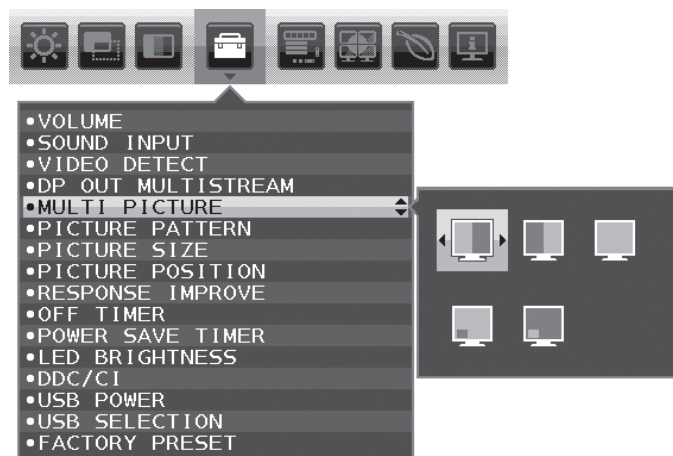 •VOLUME
•SOUND INPUT
•VIDEO DETECT
•DP OUT MULTISTREAM
•MULTI PICTURE
•PICTURE PATTERN
•PICTURE SIZE
•PICTURE POSITION
•RESPONSE IMPROVE
•OFF TIMER
•POWER SAVE TIMER
•LED BRIGHTNESS
•DDC/CI
•USB POWER
•USB SELECTION
•FACTORY PRESET